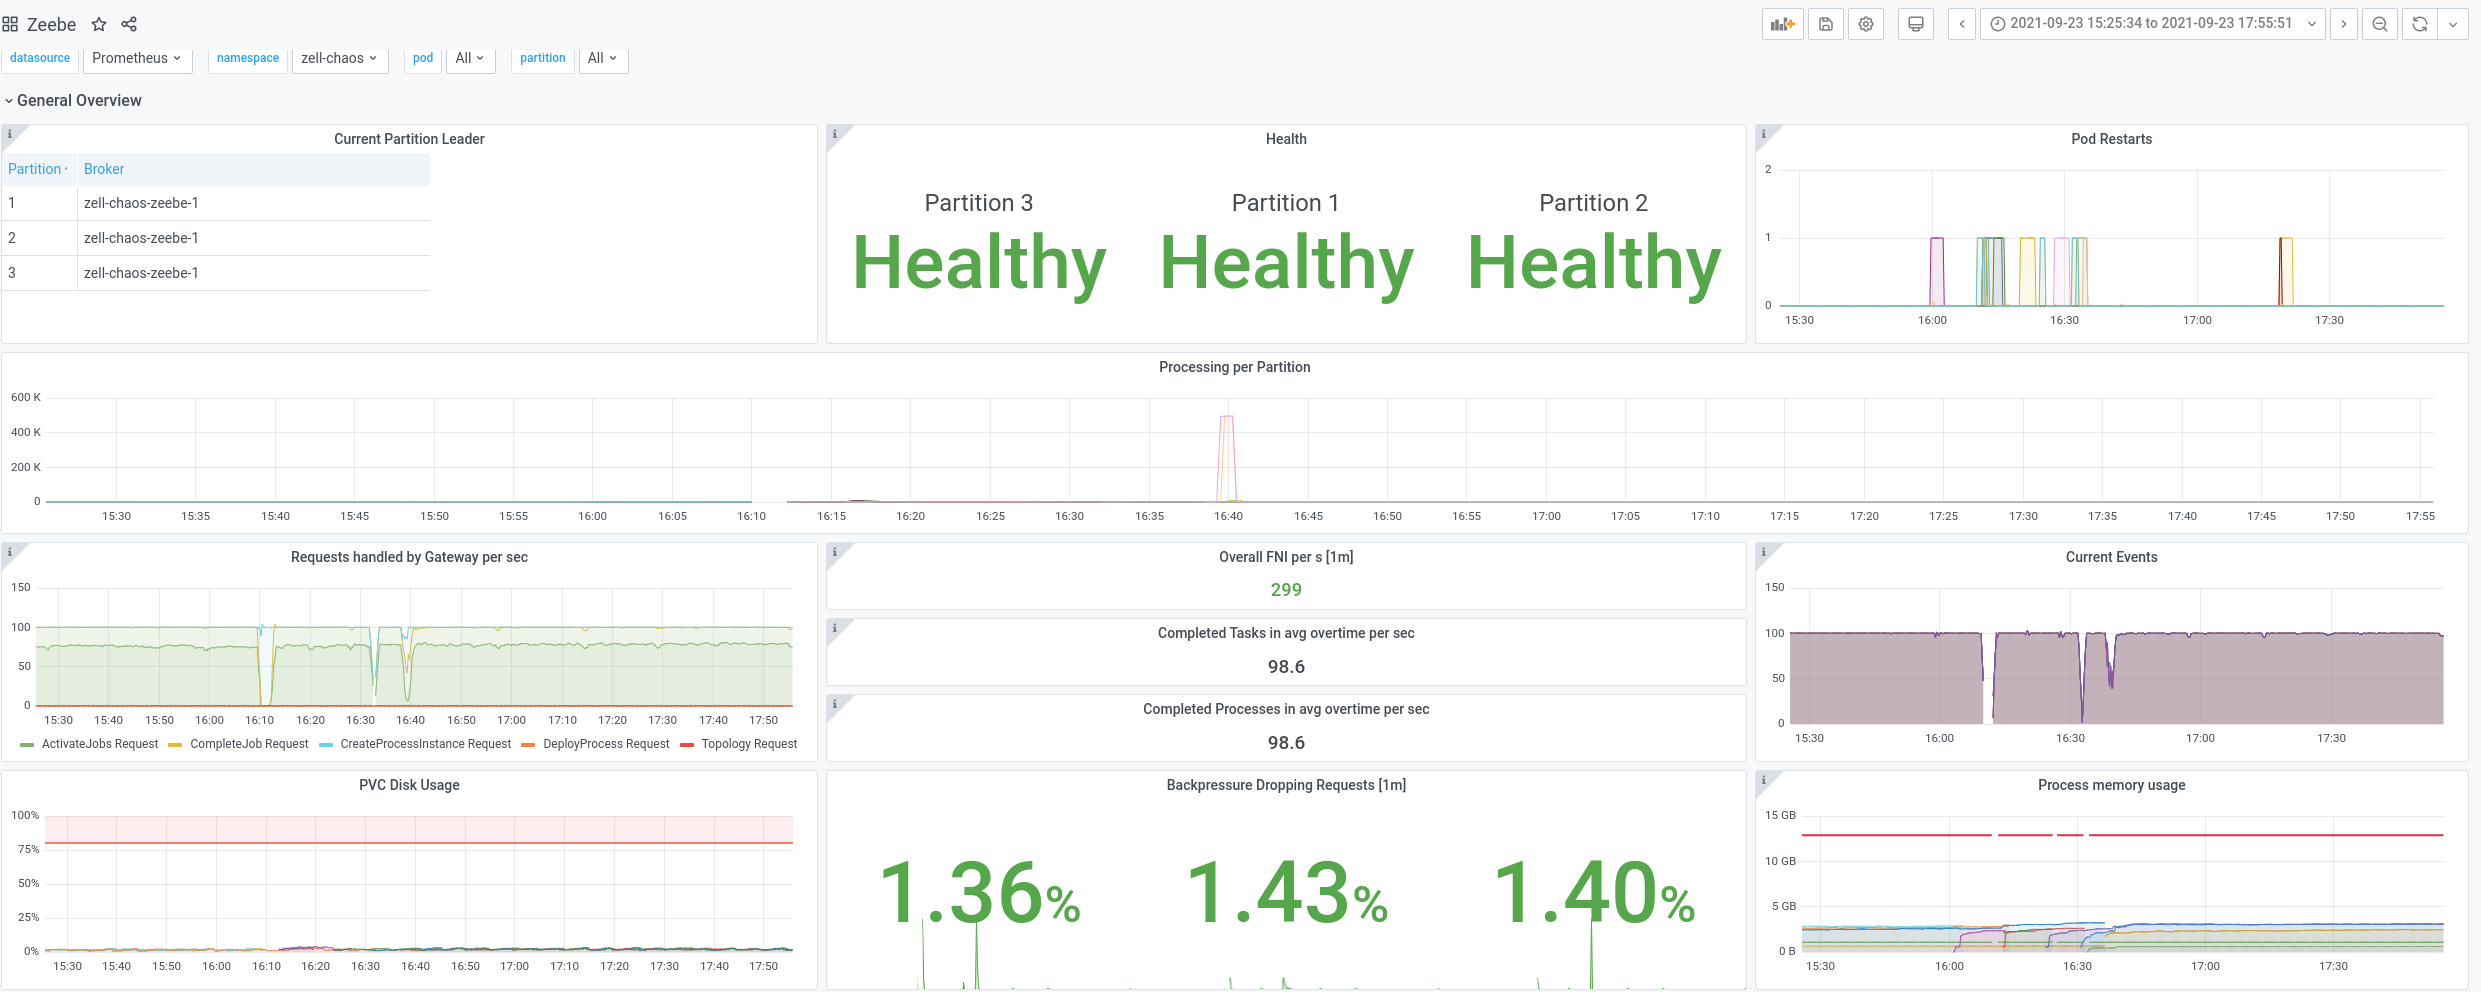 Zeebe
2021-09-23 15:25:34 to 2021-09-23 17:55:51
datasource Prometheus namespace zell-chaos pod All partition All
General Overview
i
Current Partition Leader
Partition Broker
1 zell-chaos-zeebe-1
2 zell-chaos-zeebe-1
3 zell-chaos-zeebe-1
i
Health
Partition 3 Partition 1 Partition 2
Healthy Healthy Healthy
i
Pod Restarts
2
1
0
15:30 16:00 16:30 17:00 17:30
Processing per Partition
600 K
400 K
200 K
0
15:30 15:35 15:40 15:45 15:50 15:55 16:00 16:05 16:10 16:15 16:20 16:25 16:30 16:35 16:40 16:45 16:50 16:55 17:00 17:05 17:10 17:15 17:20 17:25 17:30 17:35 17:40 17:45 17:50 17:55
i
Requests handled by Gateway per sec
150
100
50
0
15:30 15:40 15:50 16:00 16:10 16:20 16:30 16:40 16:50 17:00 17:10 17:20 17:30 17:40 17:50
ActivateJobs Request CompleteJob Request CreateProcessInstance Request DeployProcess Request Topology Request
i
Overall FNI per s [1m]
299
i
Completed Tasks in avg overtime per sec
98.6
i
Completed Processes in avg overtime per sec
98.6
i
Current Events
150
100
50
0
15:30 16:00 16:30 17:00 17:30
PVC Disk Usage
100%
75%
50%
25%
0%
15:30 15:40 15:50 16:00 16:10 16:20 16:30 16:40 16:50 17:00 17:10 17:20 17:30 17:40 17:50
Backpressure Dropping Requests [1m]
1.36% 1.43% 1.40%
i
Process memory usage
15 GB
10 GB
5 GB
0 B
15:30 16:00 16:30 17:00 17:30